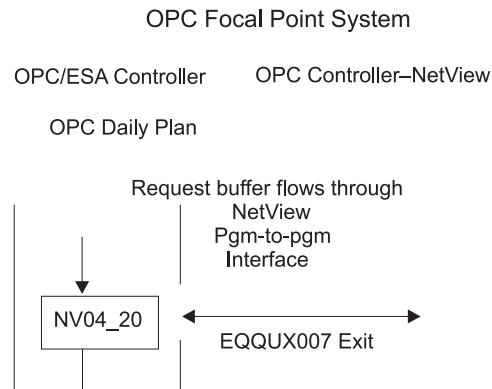 OPC Focal Point System
OPC/ESA Controller
OPC Controller–NetView
OPC Daily Plan
Request buffer flows through
NetView
Pgm-to-pgm
Interface
NV04_20
EQQUX007 Exit